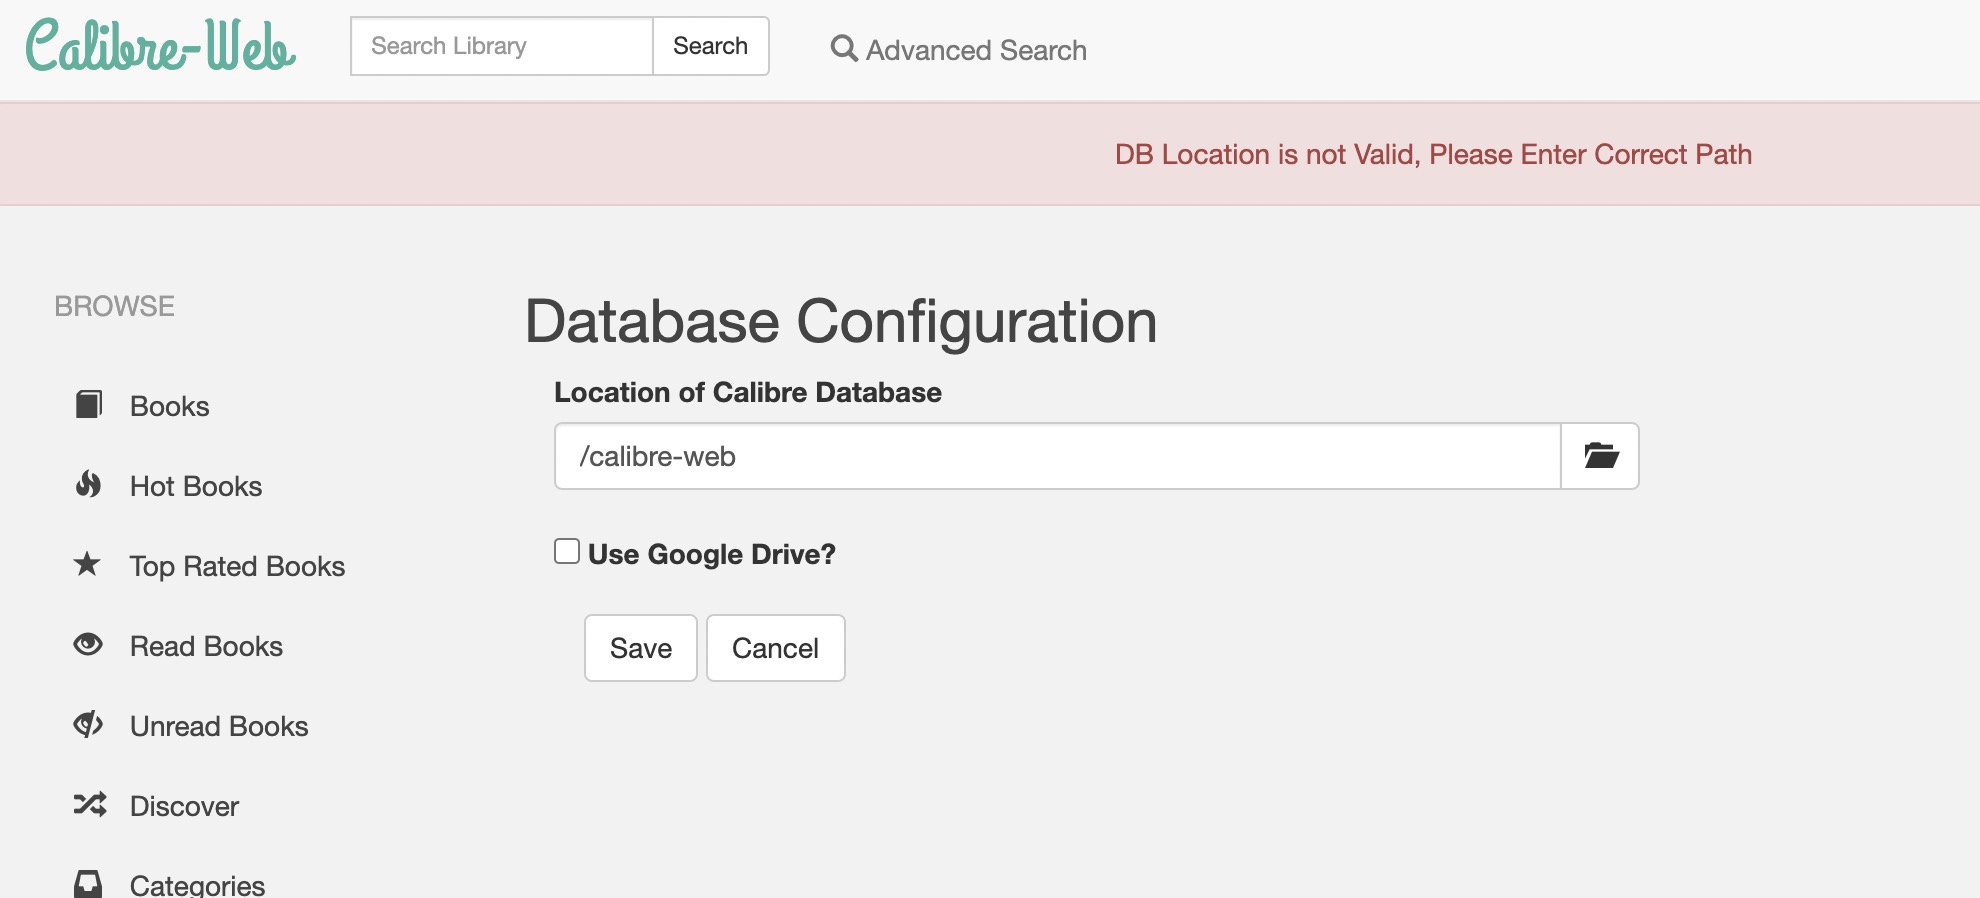 Calibre-Web
Search Library
Search
Advanced Search
DB Location is not Valid, Please Enter Correct Path
BROWSE
Books
Hot Books
Top Rated Books
Read Books
Unread Books
Discover
Categories
Database Configuration
Location of Calibre Database
/calibre-web
Use Google Drive?
Save
Cancel